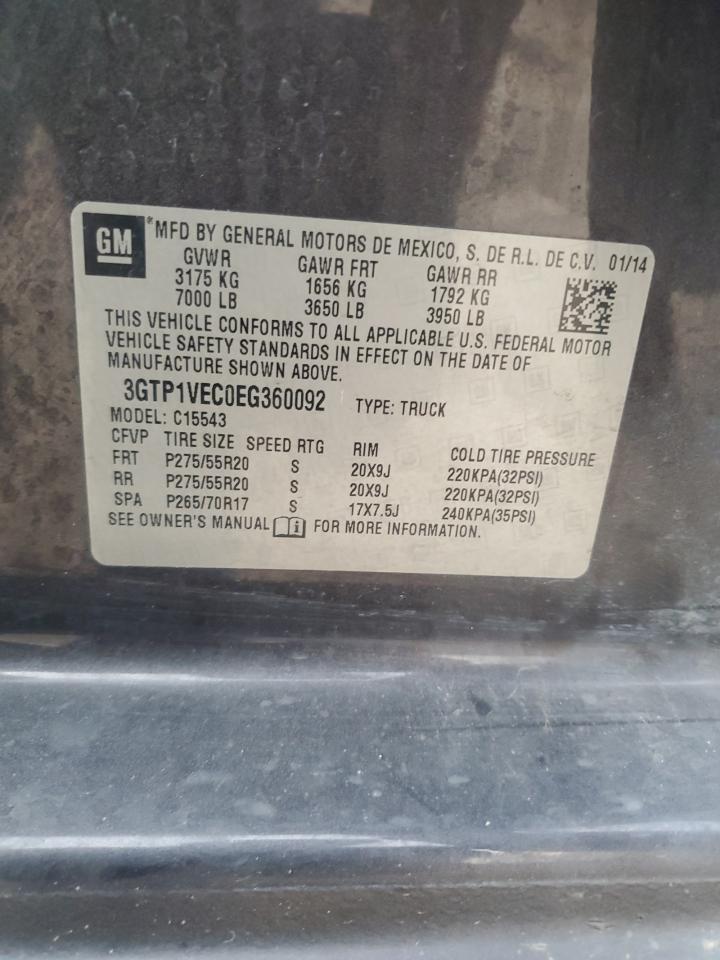 GM
*MFD BY GENERAL MOTORS DE MEXICO, S. DE R.L. DE C.V. 01/14
GVWR GAWR FRT GAWR RR
3175 KG 1656 KG 1792 KG
7000 LB 3650 LB 3950 LB
THIS VEHICLE CONFORMS TO ALL APPLICABLE U.S. FEDERAL MOTOR
VEHICLE SAFETY STANDARDS IN EFFECT ON THE DATE OF
MANUFACTURE SHOWN ABOVE.
3GTP1VEC0EG360092 TYPE: TRUCK
MODEL: C15543
CFVP TIRE SIZE SPEED RTG RIM COLD TIRE PRESSURE
FRT P275/55R20 S 20X9J 220KPA(32PSI)
RR P275/55R20 S 20X9J 220KPA(32PSI)
SPA P265/70R17 S 17X7.5J 240KPA(35PSI)
SEE OWNER'S MANUAL FOR MORE INFORMATION.